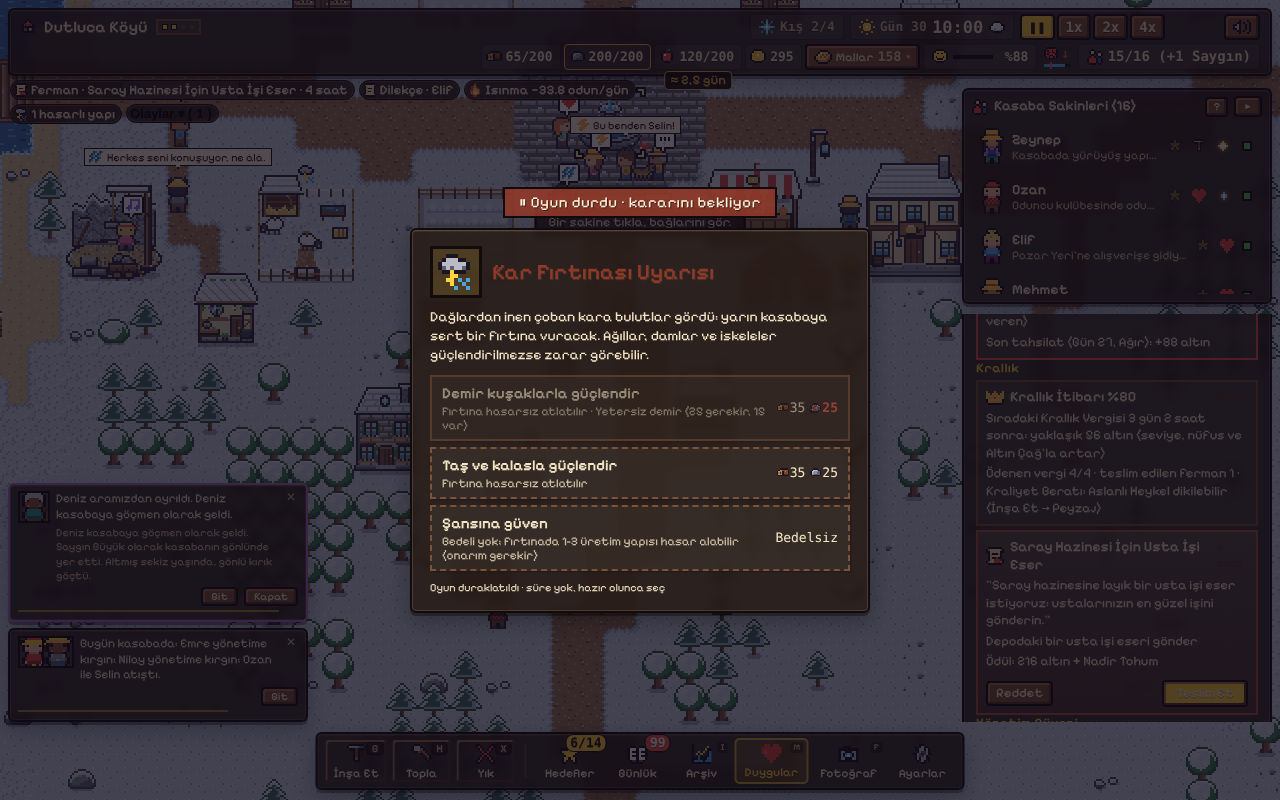 Dutluca Köyü
Kış 2/4
Gün 30 10:00
1x
2x
4x
65/200
200/200
120/200
295
Mallar 158
%88
15/16 (+1 Saygın)
≈ 2.8 gün
Ferman · Saray Hazinesi İçin Usta İşi Eser · 4 saat
Dilekçe · Elif
Isınma -33.8 odun/gün
1 hasarlı yapı
Olaylar ▾ ( 1 )
Bu benden Selin!
Herkes seni konuşuyor, ne ala.
Kasaba Sakinleri (16)
?
Zeynep
Kasabada yürüyüş yapı...
Ozan
Oduncu kulübesinde odu...
Elif
Pazar Yeri'ne alışverişe gidiy...
Mehmet
Oyun durdu · kararını bekliyor
Bir sakine tıkla, bağlarını gör.
Kar Fırtınası Uyarısı
Dağlardan inen çoban kara bulutlar gördü: yarın kasabaya
sert bir fırtına vuracak. Ağıllar, damlar ve iskeleler
güçlendirilmezse zarar görebilir.
Demir kuşaklarla güçlendir
Fırtına hasarsız atlatılır · Yetersiz demir (25 gerekir, 15
var)
35 25
Taş ve kalasla güçlendir
Fırtına hasarsız atlatılır
35 25
Şansına güven
Bedeli yok: fırtınada 1-3 üretim yapısı hasar alabilir
(onarım gerekir)
Bedelsiz
Oyun duraklatıldı · süre yok, hazır olunca seç
veren)
Son tahsilat (Gün 27, Ağır): +88 altın
Krallık
Krallık İtibarı %80
Sıradaki Krallık Vergisi 3 gün 2 saat
sonra: yaklaşık 96 altın (seviye, nüfus ve
Altın Çağ'la artar)
Ödenen vergi 4/4 · teslim edilen Ferman 1 ·
Kraliyet Beratı: Aslanlı Heykel dikilebilir
(İnşa Et → Peyzaj)
Saray Hazinesi İçin Usta İşi
Eser
"Saray hazinesine layık bir usta işi eser
istiyoruz; ustalarınızın en güzel işini
gönderin."
Depodaki bir usta işi eseri gönder
Ödül: 216 altın + Nadir Tohum
Reddet
Teslim Et
Deniz aramızdan ayrıldı. Deniz
kasabaya göçmen olarak geldi.
Deniz kasabaya göçmen olarak geldi.
Saygın Büyük olarak kasabanın gönlünde
yer etti. Altmış sekiz yaşında, gönlü kırık
göçtü.
Git
Kapat
Bugün kasabada: Emre yönetime
kırgın; Nilay yönetime kırgın; Ozan
ile Selin atıştı.
Git
B
İnşa Et
H
Topla
X
Yık
6/14
Hedefler
99
Günlük
I
Arşiv
M
Duygular
F
Fotoğraf
Ayarlar